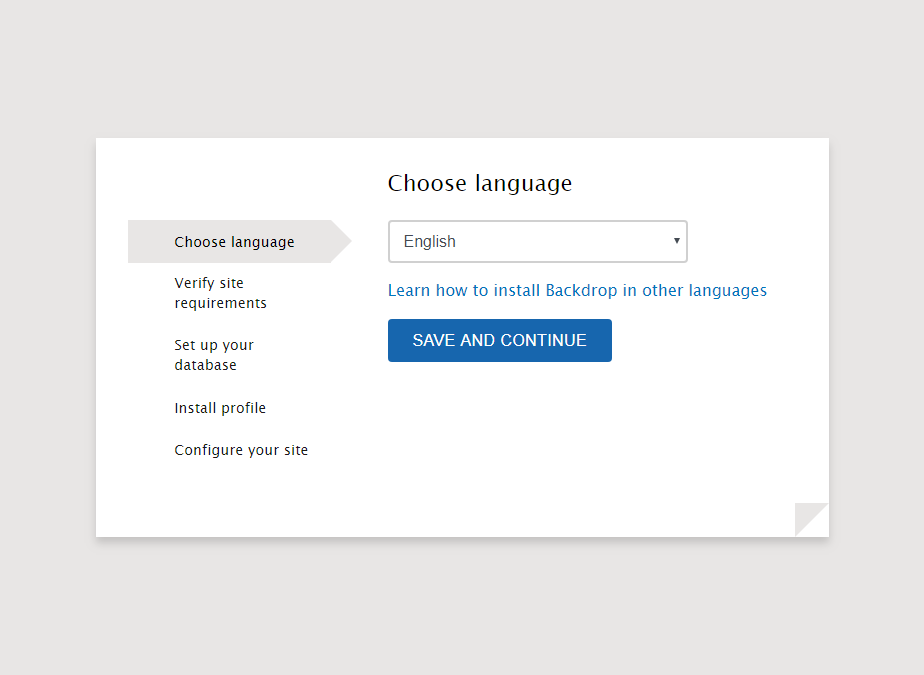 Choose language
Choose language
Verify site
requirements
Set up your
database
Install profile
Configure your site
English
Learn how to install Backdrop in other languages
SAVE AND CONTINUE